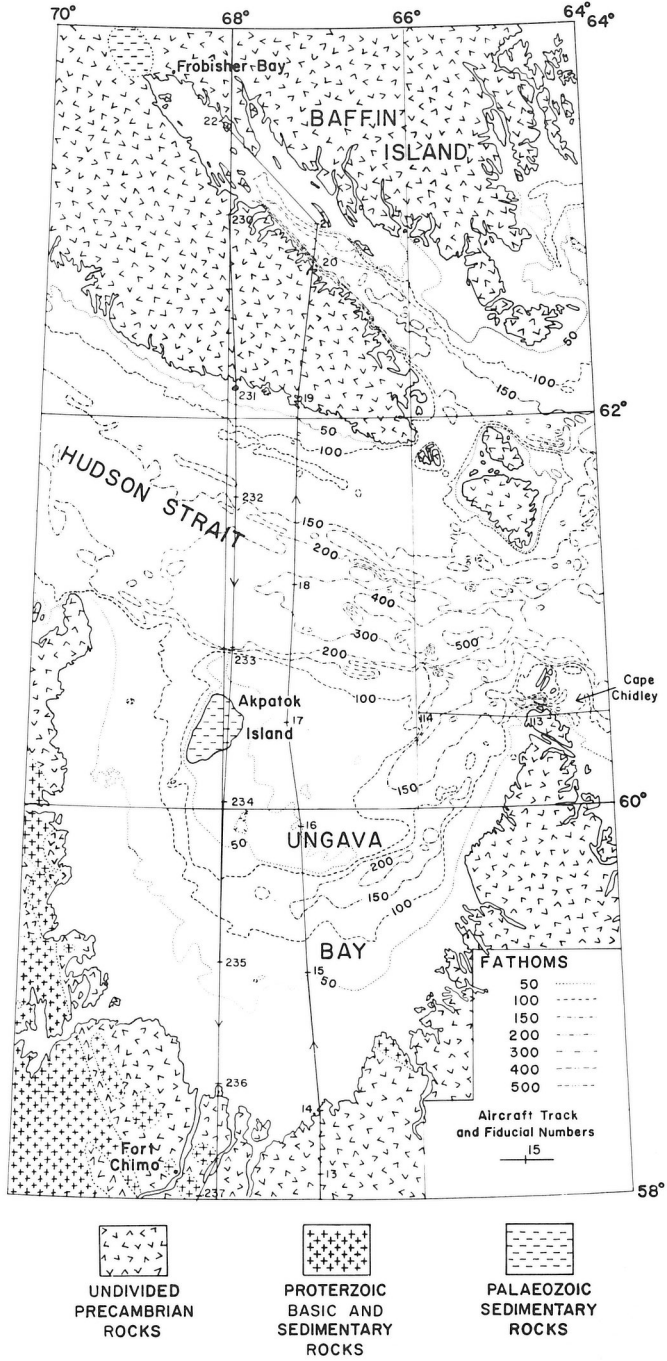 70°
68°
66°
64°
64°
Frobisher Bay
BAFFIN
ISLAND
22
230
21
20
50
100
150
231
19
62°
50
100
HUDSON STRAIT
232
150
200
18
400
300
500
200
233
100
Cape
Chidley
Akpatok
Island
17
14
13
150
234
60°
16
50
UNGAVA
200
150
100
BAY
235
15
50
FATHOMS
50
100
150
200
300
400
500
236
14
Aircraft Track
and Fiducial Numbers
15
Fort
Chimo
13
237
58°
UNDIVIDED
PRECAMBRIAN
ROCKS
PROTERZOIC
BASIC AND
SEDIMENTARY
ROCKS
PALAEOZOIC
SEDIMENTARY
ROCKS